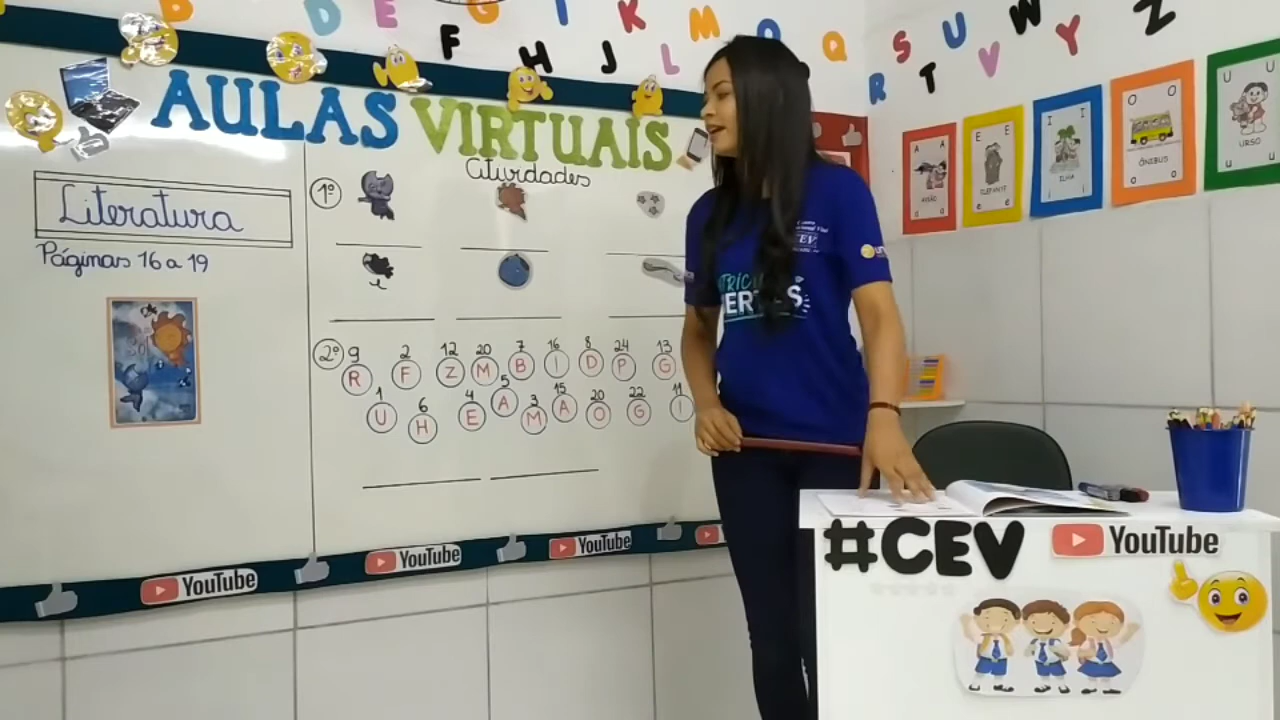 B D E G I K M O Q S U W Y Z
F H J L R T V
AULAS VIRTUAIS
Atividades
Literatura
Páginas 16 a 19
1º
2º
9 2 12 20 7 16 8 24 13
R F Z M B I D P G
1 6 4 5 3 15 20 22 11
U H E A M A O G I
A A
AVIÃO
a a
E E
ELEFANTE
e e
I I
ILHA
i i
O O
ÔNIBUS
o o
U U
URSO
u u
CEV
#CEV
YouTube
YouTube
YouTube
YouTube